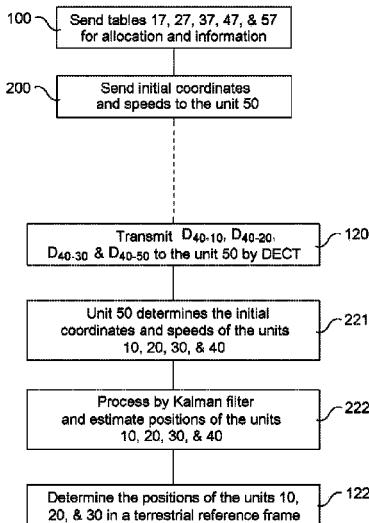 100
Send tables 17, 27, 37, 47, & 57
for allocation and information
200
Send initial coordinates
and speeds to the unit 50
Transmit D40-10, D40-20,
D40-30 & D40-50 to the unit 50 by DECT
120
Unit 50 determines the initial
coordinates and speeds of the units
10, 20, 30, & 40
221
Process by Kalman filter
and estimate positions of the units
10, 20, 30, & 40
222
Determine the positions of the units 10,
20, & 30 in a terrestrial reference frame
122